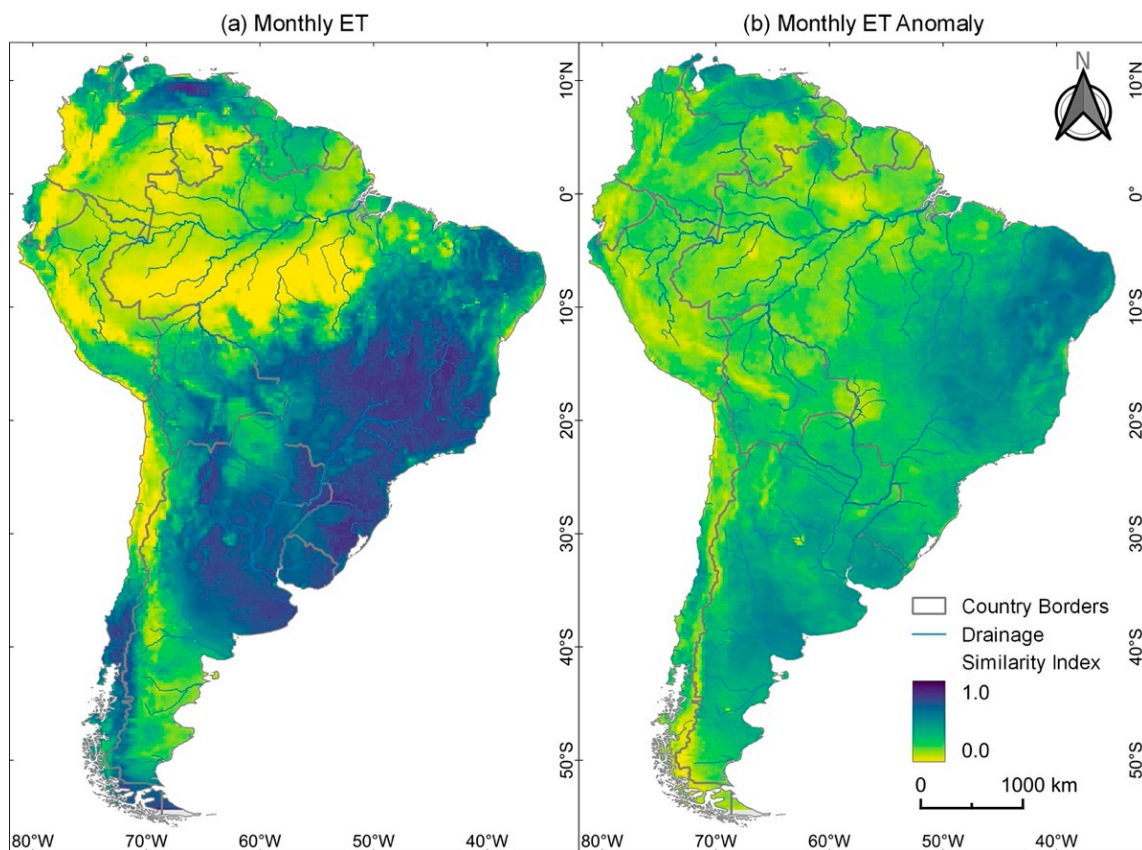 (a) Monthly ET
(b) Monthly ET Anomaly
N
10°N
0°
10°S
20°S
30°S
40°S
50°S
10°N
0°
10°S
20°S
30°S
40°S
50°S
Country Borders
Drainage
Similarity Index
1.0
0.0
0 1000 km
80°W 70°W 60°W 50°W 40°W
80°W 70°W 60°W 50°W 40°W